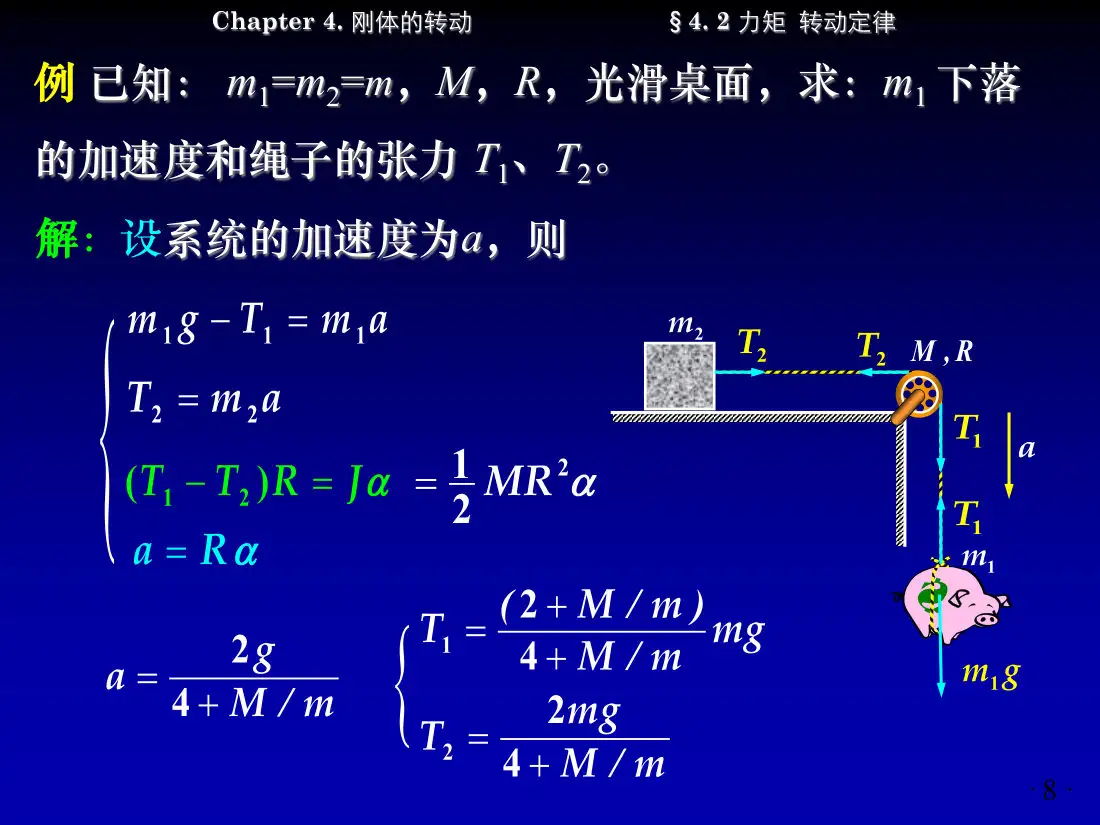 Chapter 4. 刚体的转动 §4. 2 力矩 转动定律
例 已知： m₁=m₂=m，M，R，光滑桌面，求：m₁ 下落
的加速度和绳子的张力 T₁、T₂。
解：设系统的加速度为a，则
m₁g − T₁ = m₁a
T₂ = m₂a
(T₁ − T₂)R = Jα = 1/2 MR²α
a = Rα
m₂
T₂
T₂
M , R
T₁
a
T₁
m₁
m₁g
a = 2g / (4 + M / m)
T₁ = (2 + M / m) / (4 + M / m) mg
T₂ = 2mg / (4 + M / m)
· 8 ·